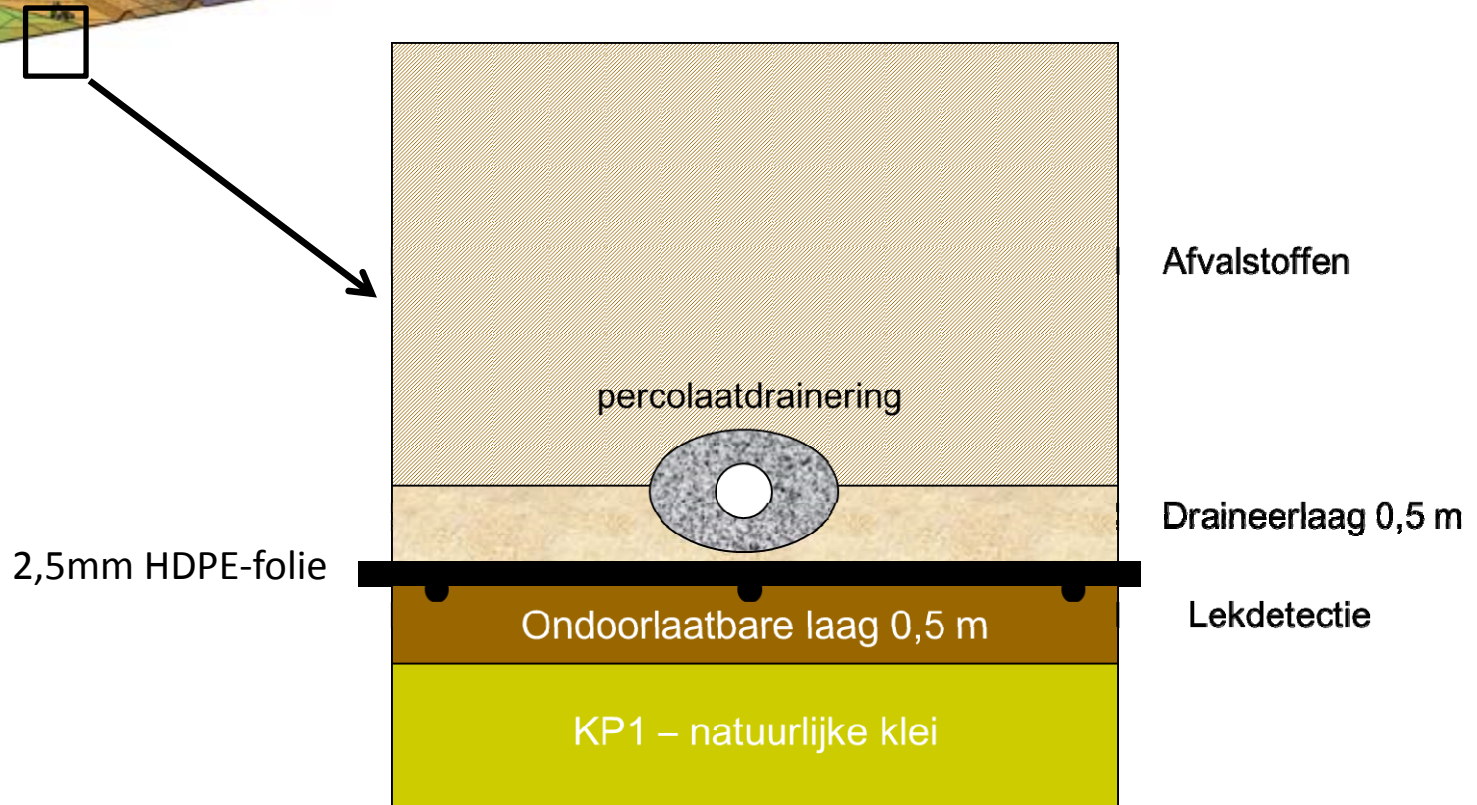 Afvalstoffen
percolaatdrainering
Draineerlaag 0,5 m
2,5mm HDPE-folie
Ondoorlaatbare laag 0,5 m
Lekdetectie
KP1 – natuurlijke klei